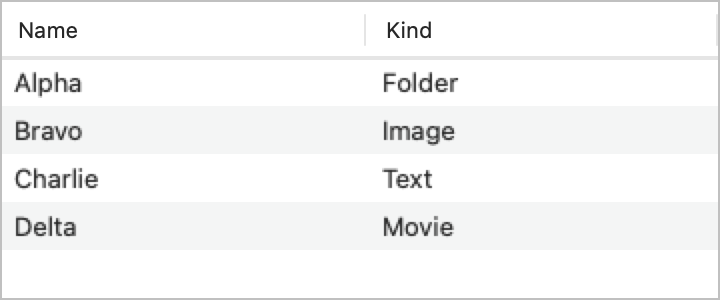 Name Kind
Alpha Folder
Bravo Image
Charlie Text
Delta Movie